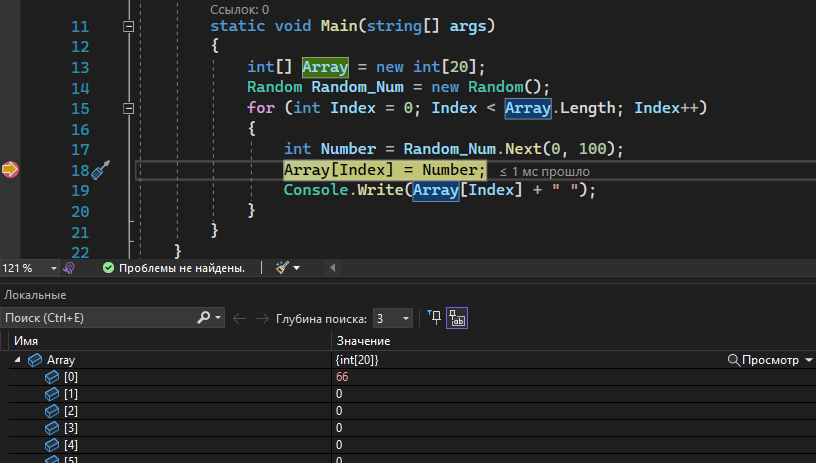 Ссылок: 0
11 static void Main(string[] args)
12 {
13 int[] Array = new int[20];
14 Random Random_Num = new Random();
15 for (int Index = 0; Index < Array.Length; Index++)
16 {
17 int Number = Random_Num.Next(0, 100);
18 Array[Index] = Number; ≤ 1 мс прошло
19 Console.Write(Array[Index] + " ");
20 }
21 }
22 }
121 % Проблемы не найдены.
Локальные
Поиск (Ctrl+E) Глубина поиска: 3
Имя Значение
Array {int[20]} Просмотр
[0] 66
[1] 0
[2] 0
[3] 0
[4] 0
[5] 0